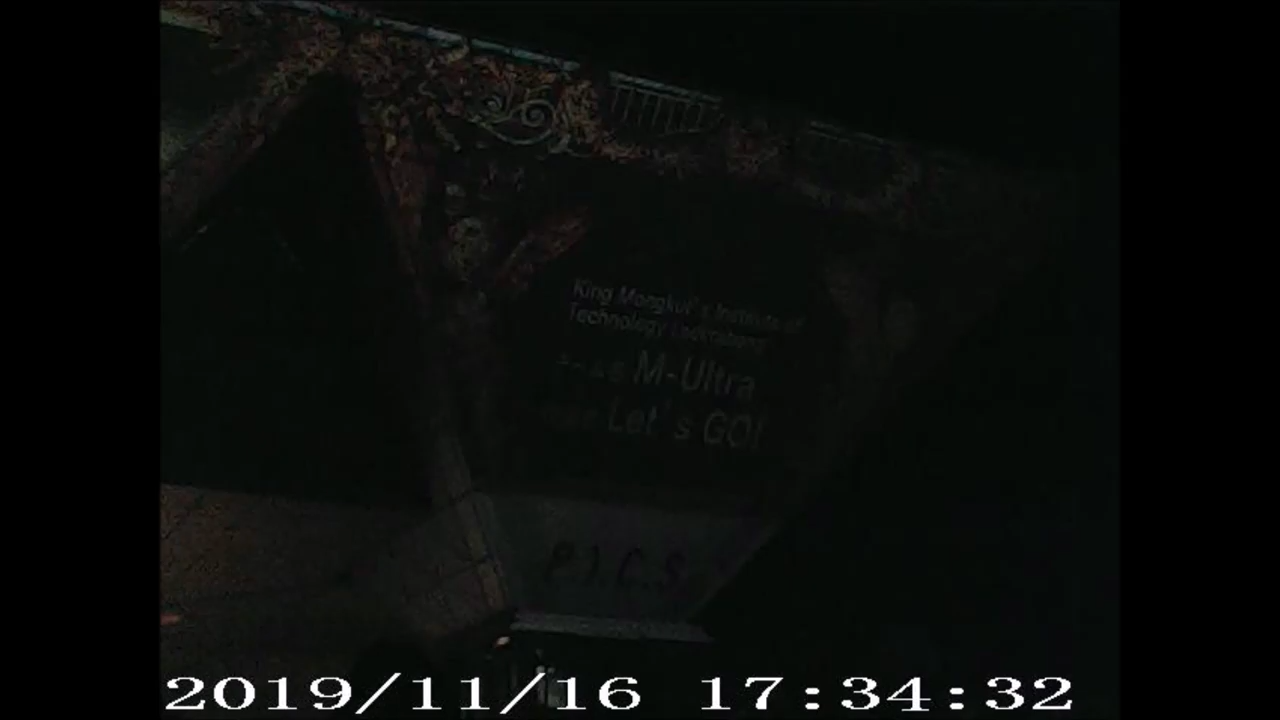 King Mongkut's Institute of
Technology Ladkrabang
M-Ultra
Let's GO!
P.I.C.S
2019/11/16 17:34:32